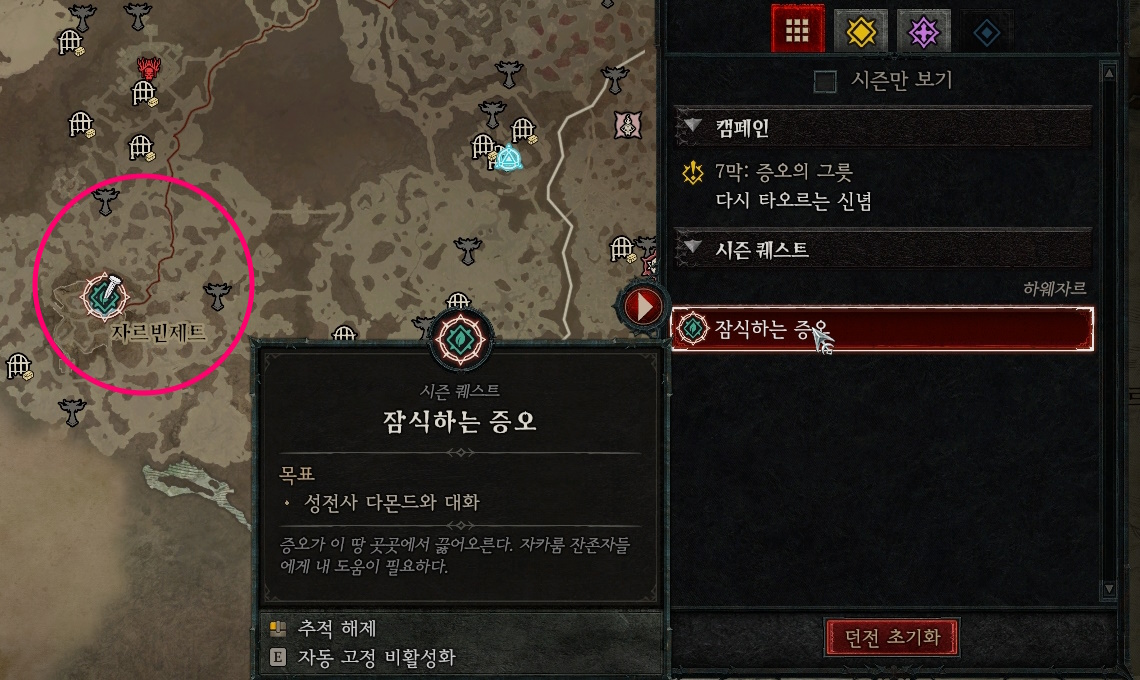 시즌만 보기
캠페인
7막: 증오의 그릇
다시 타오르는 신념
시즌 퀘스트
하웨자르
잠식하는 증오
자르빈제트
시즌 퀘스트
잠식하는 증오
목표
· 성전사 다몬드와 대화
증오가 이 땅 곳곳에서 끓어오른다. 자카룸 잔존자들
에게 내 도움이 필요하다.
추적 해제
E 자동 고정 비활성화
던전 초기화